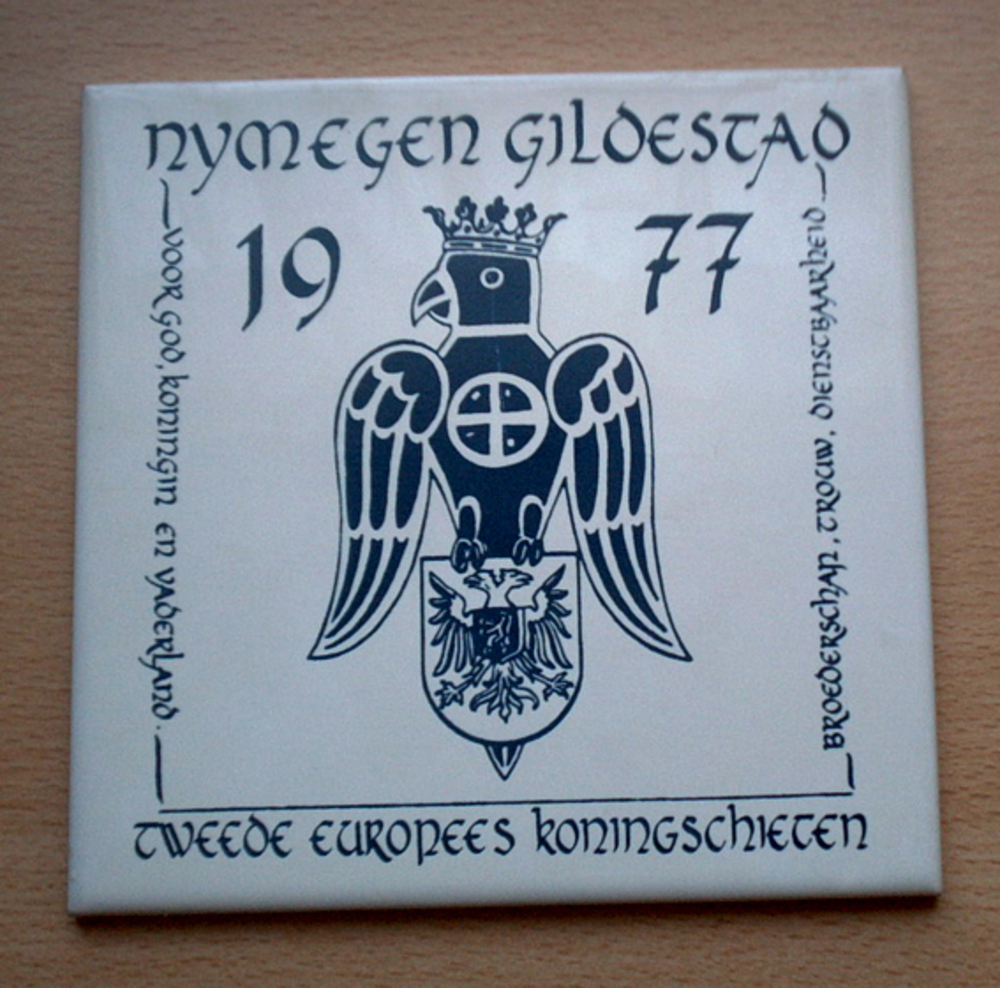 NYMEGEN GILDESTAD
19 77
VOOR GOD, KONINGIN EN VADERLAND.
BROEDERSCHAP, TROUW, DIENSTBAARHEID
TWEEDE EUROPEES KONINGSCHIETEN